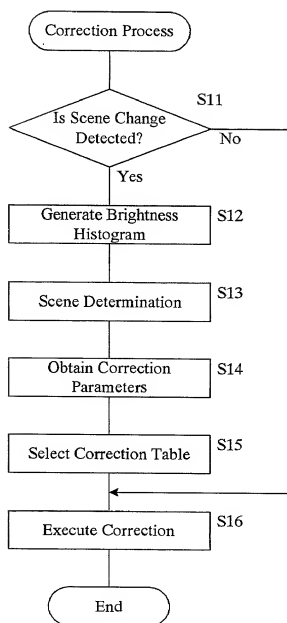 Correction Process
S11
Is Scene Change
Detected?
No
Yes
Generate Brightness
Histogram
S12
Scene Determination
S13
Obtain Correction
Parameters
S14
Select Correction Table
S15
Execute Correction
S16
End